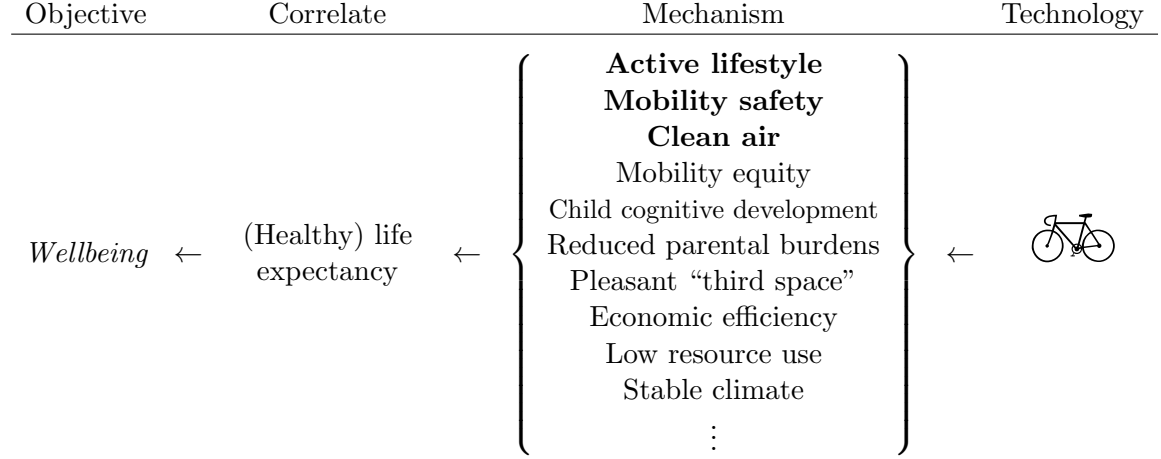 Objective Correlate Mechanism Technology
Active lifestyle
Mobility safety
Clean air
Mobility equity
Child cognitive development
Wellbeing ← (Healthy) life expectancy ← Reduced parental burdens ←
Pleasant “third space”
Economic efficiency
Low resource use
Stable climate
⋮